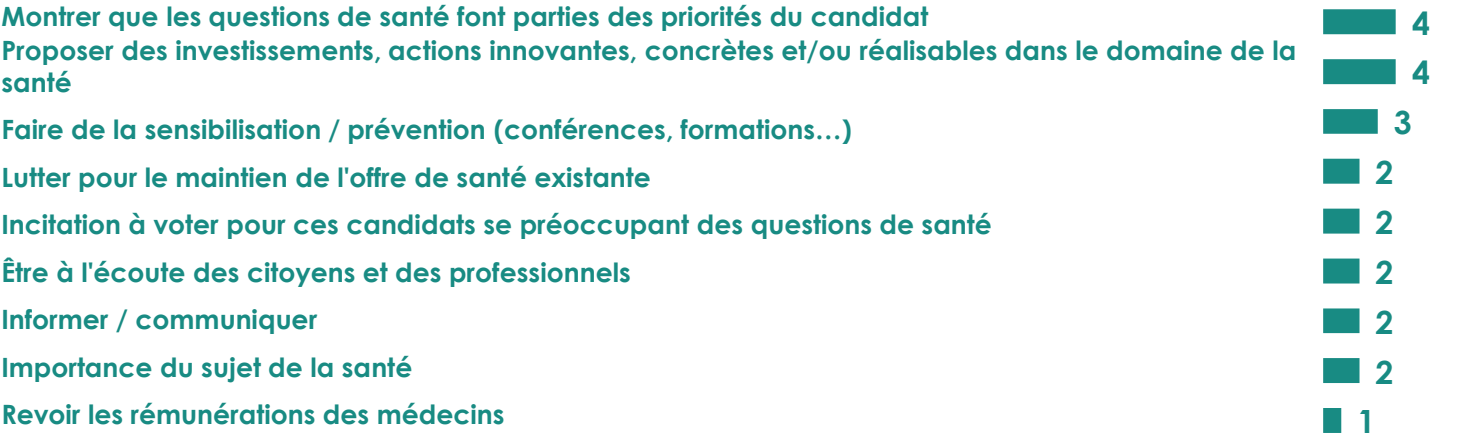 Montrer que les questions de santé font parties des priorités du candidat 4
Proposer des investissements, actions innovantes, concrètes et/ou réalisables dans le domaine de la
santé 4
Faire de la sensibilisation / prévention (conférences, formations…) 3
Lutter pour le maintien de l'offre de santé existante 2
Incitation à voter pour ces candidats se préoccupant des questions de santé 2
Être à l'écoute des citoyens et des professionnels 2
Informer / communiquer 2
Importance du sujet de la santé 2
Revoir les rémunérations des médecins 1